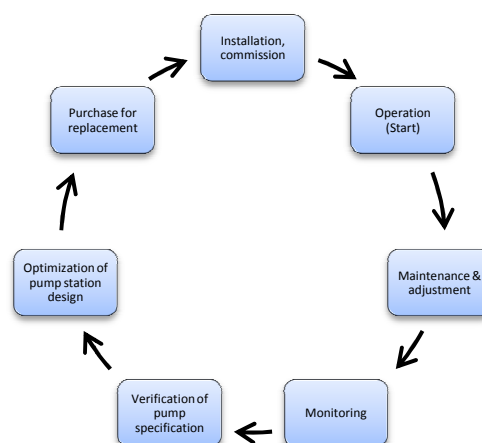 Installation,
commission
Operation
(Start)
Maintenance &
adjustment
Monitoring
Verification of
pump
specification
Optimization of
pump station
design
Purchase for
replacement